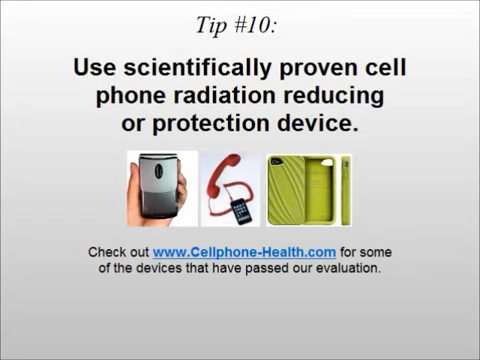 Tip #10:
Use scientifically proven cell
phone radiation reducing
or protection device.
Check out www.Cellphone-Health.com for some
of the devices that have passed our evaluation.